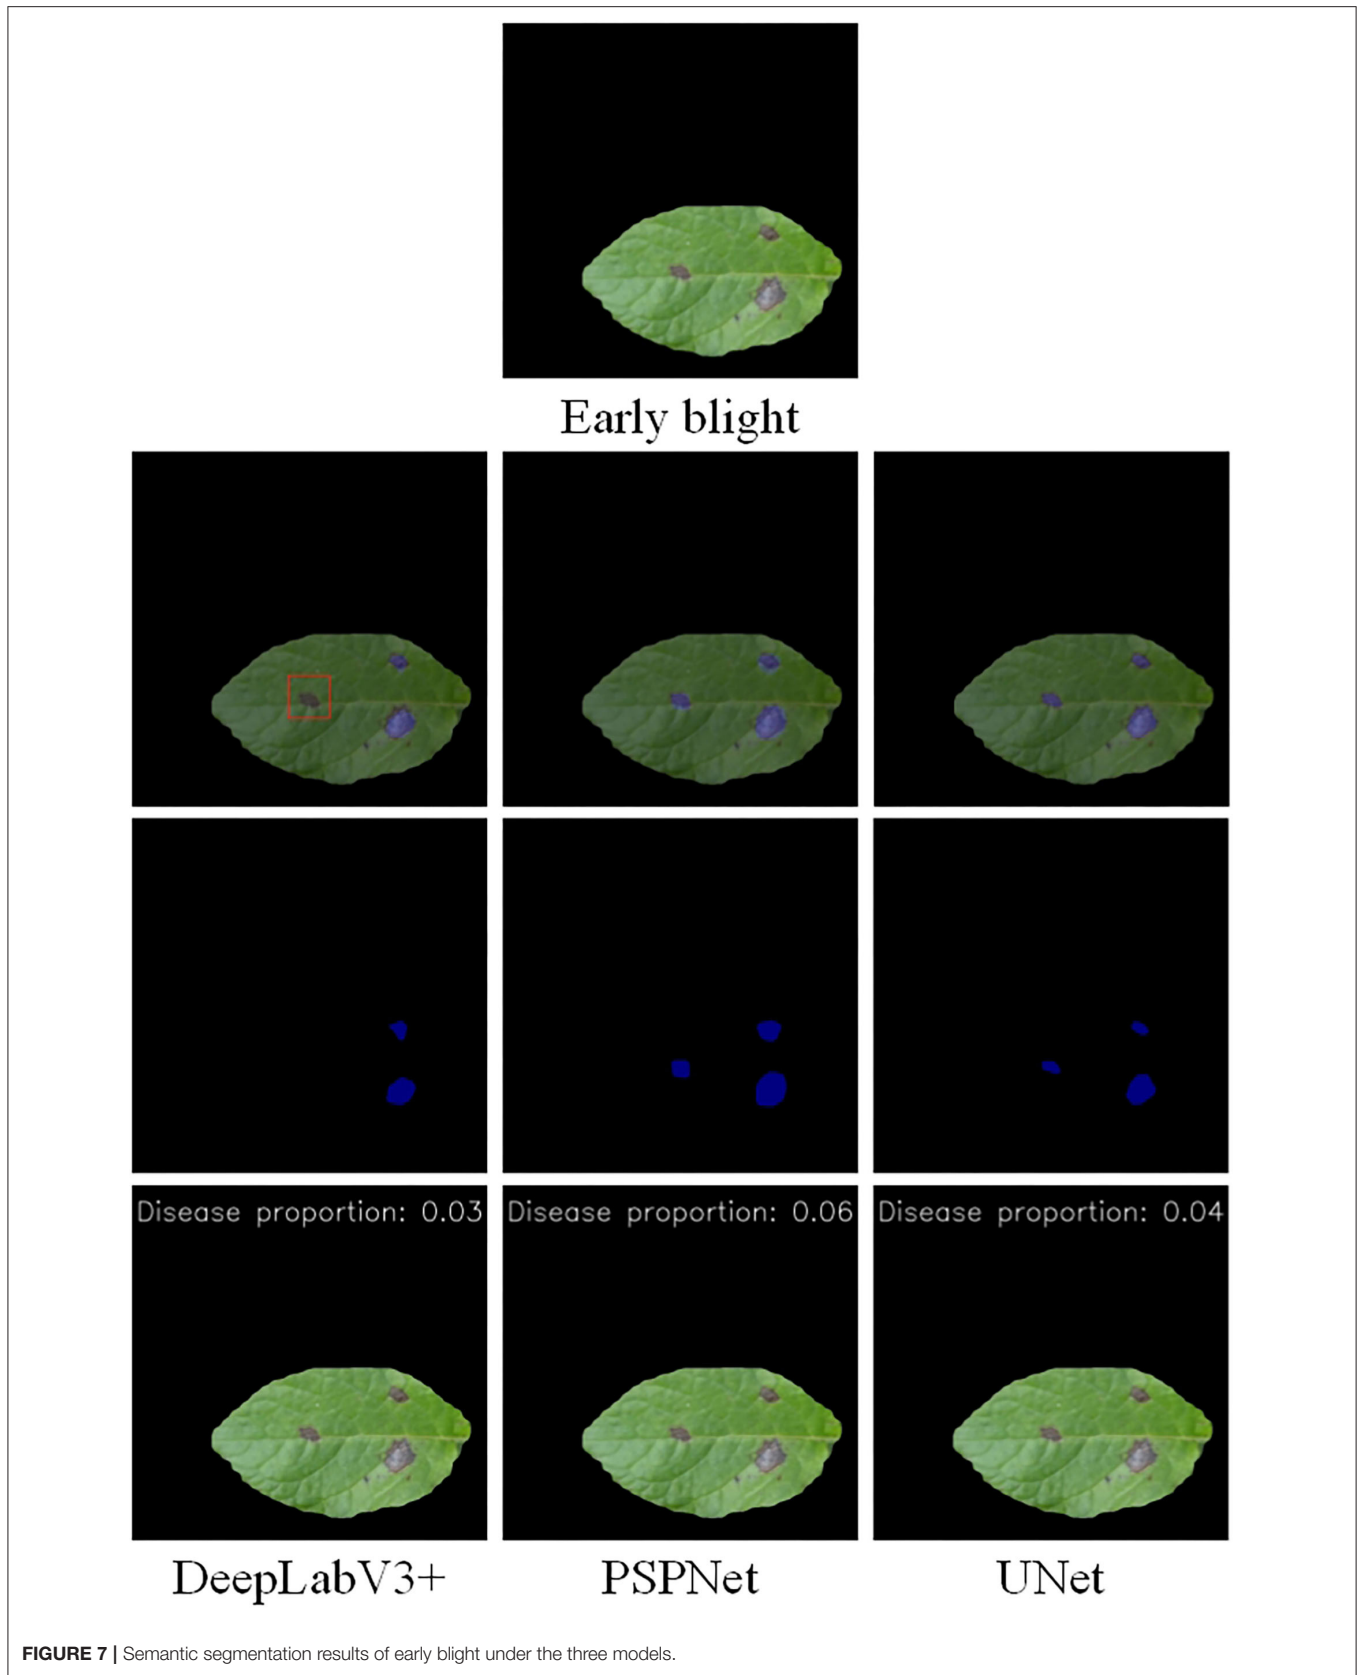 Early blight
Disease proportion: 0.03
Disease proportion: 0.06
Disease proportion: 0.04
DeepLabV3+
PSPNet
UNet
FIGURE 7 | Semantic segmentation results of early blight under the three models.